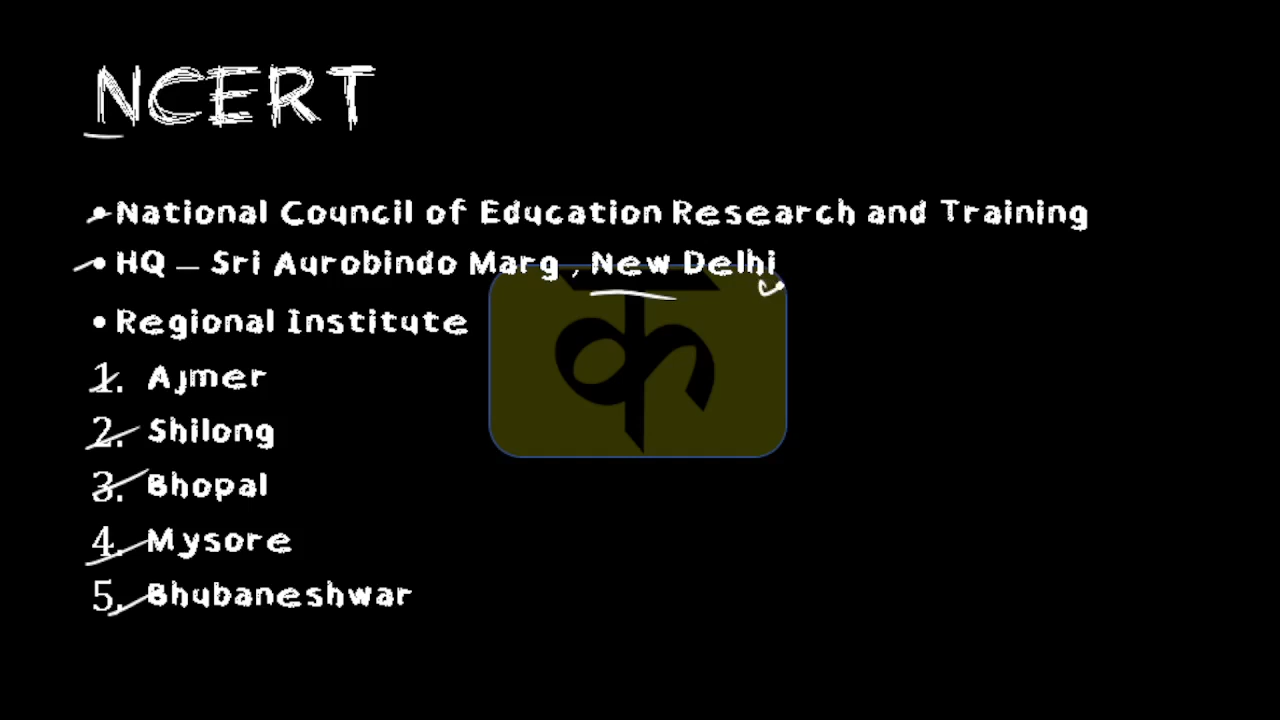 NCERT
• National Council of Education Research and Training
• HQ – Sri Aurobindo Marg , New Delhi
• Regional Institute
1. Ajmer
2. Shilong
3. Bhopal
4. Mysore
5. Bhubaneshwar
क